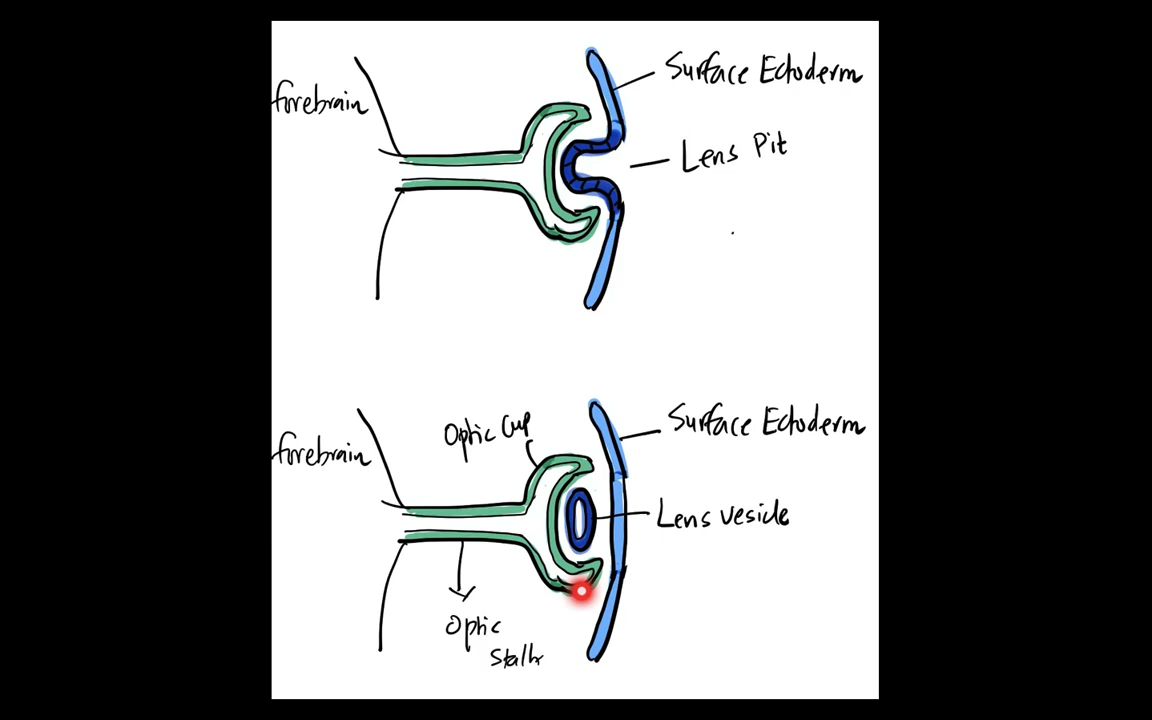 Surface Ectoderm
forebrain
Lens Pit
Optic Cup
Surface Ectoderm
forebrain
Lens vesicle
Optic
Stalk